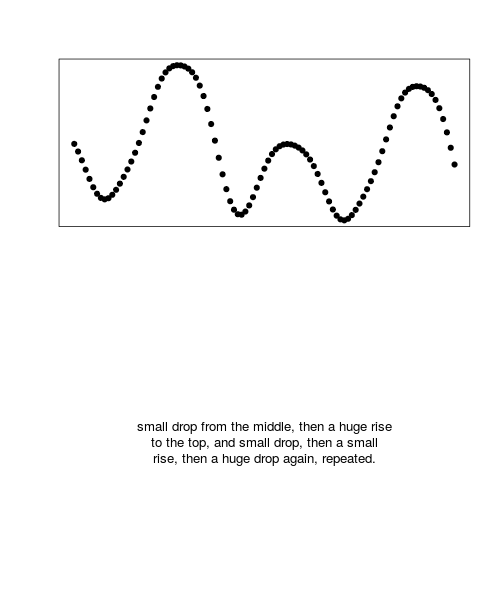 small drop from the middle, then a huge rise
to the top, and small drop, then a small
rise, then a huge drop again, repeated.